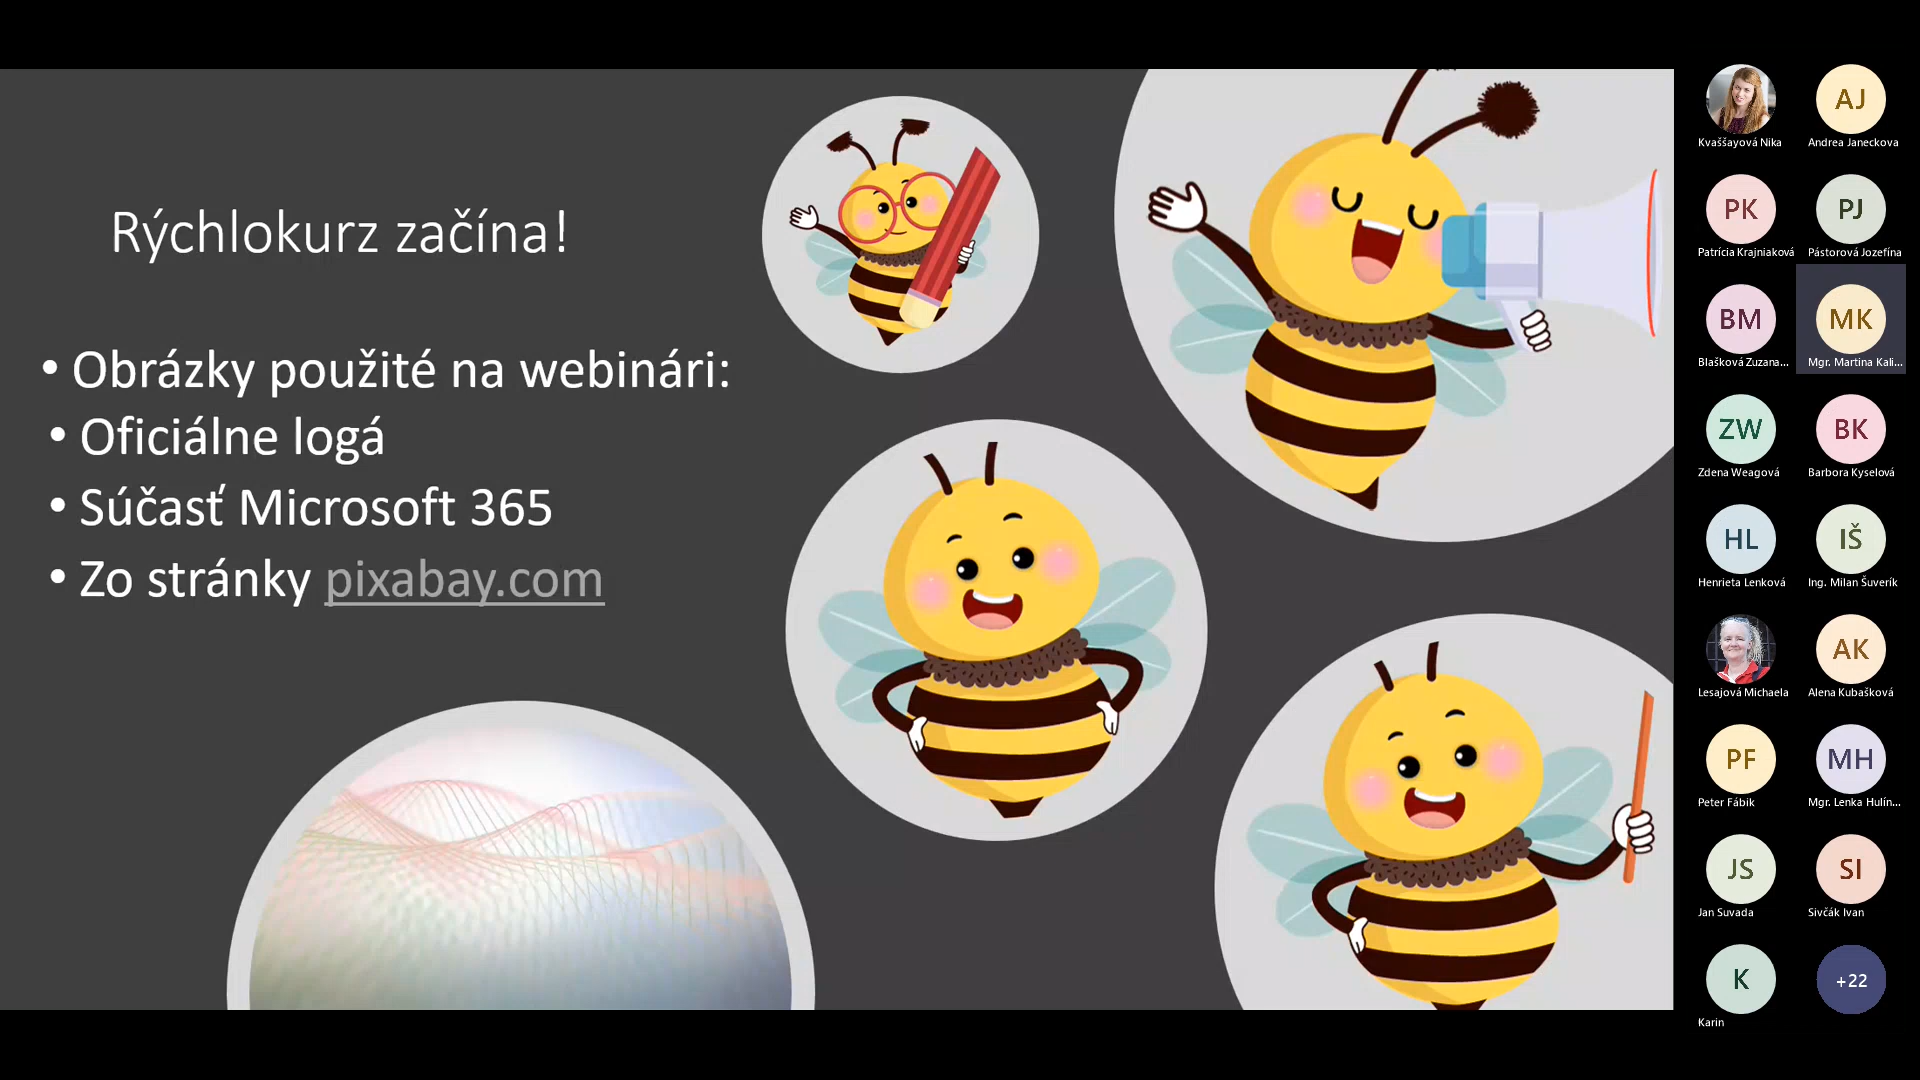 Rýchlokurz začína!
• Obrázky použité na webinári:
• Oficiálne logá
• Súčasť Microsoft 365
• Zo stránky pixabay.com
Kvaššayová Nika
AJ
Andrea Janeckova
PK
Patrícia Krajniaková
PJ
Pástorová Jozefína
BM
Blašková Zuzana...
MK
Mgr. Martina Kali...
ZW
Zdena Weagová
BK
Barbora Kyselová
HL
Henrieta Lenková
IŠ
Ing. Milan Šuverík
Lesajová Michaela
AK
Alena Kubašková
PF
Peter Fábik
MH
Mgr. Lenka Hulín...
JS
Jan Suvada
SI
Sivčák Ivan
K
Karin
+22